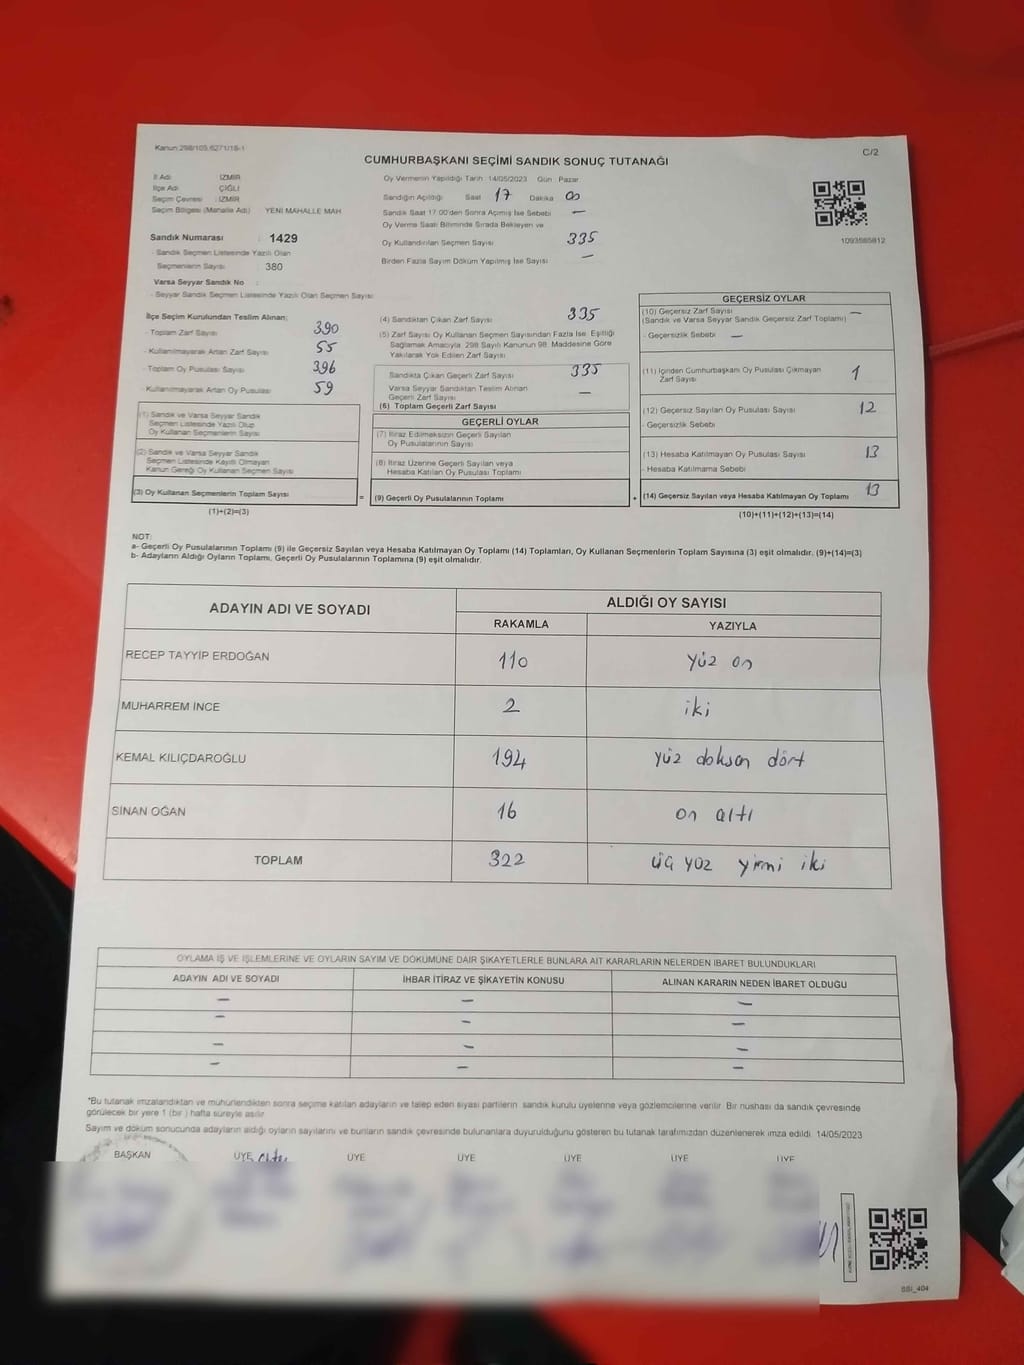 Kanun:298/105,6271/18-1
C/2
CUMHURBAŞKANI SEÇİMİ SANDIK SONUÇ TUTANAĞI
İl Adı : İZMİR
İlçe Adı : ÇİĞLİ
Seçim Çevresi : İZMİR
Seçim Bölgesi (Mahalle Adı) : YENİ MAHALLE MAH
Sandık Numarası : 1429
- Sandık Seçmen Listesinde Yazılı Olan
Seçmenlerin Sayısı : 380
Varsa Seyyar Sandık No :
- Seyyar Sandık Seçmen Listesinde Yazılı Olan Seçmen Sayısı:
Oy Vermenin Yapıldığı Tarih : 14/05/2023 Gün : Pazar
Sandığın Açıldığı Saat 17 Dakika 00
Sandık Saat 17:00'den Sonra Açılmış İse Sebebi —
Oy Verme Saati Bitiminde Sırada Bekleyen ve
Oy Kullandırılan Seçmen Sayısı 335
Birden Fazla Sayım Döküm Yapılmış İse Sayısı —
1093585812
İlçe Seçim Kurulundan Teslim Alınan;
- Toplam Zarf Sayısı 390
- Kullanılmayarak Artan Zarf Sayısı 55
- Toplam Oy Pusulası Sayısı 396
- Kullanılmayarak Artan Oy Pusulası 59
(1) Sandık ve Varsa Seyyar Sandık
Seçmen Listesinde Yazılı Olup
Oy Kullanan Seçmenlerin Sayısı
(2) Sandık ve Varsa Seyyar Sandık
Seçmen Listesinde Kayıtlı Olmayan
Kanun Gereği Oy Kullanan Seçmen Sayısı
(3) Oy Kullanan Seçmenlerin Toplam Sayısı
(1)+(2)=(3)
=
(4) Sandıktan Çıkan Zarf Sayısı 335
(5) Zarf Sayısı Oy Kullanan Seçmen Sayısından Fazla İse, Eşitliği
Sağlamak Amacıyla, 298 Sayılı Kanunun 98. Maddesine Göre
Yakılarak Yok Edilen Zarf Sayısı
Sandıkta Çıkan Geçerli Zarf Sayısı 335
Varsa Seyyar Sandıktan Teslim Alınan
Geçerli Zarf Sayısı —
(6) Toplam Geçerli Zarf Sayısı
GEÇERLİ OYLAR
(7) İtiraz Edilmeksizin Geçerli Sayılan
Oy Pusulalarının Sayısı
(8) İtiraz Üzerine Geçerli Sayılan veya
Hesaba Katılan Oy Pusulası Toplamı
(9) Geçerli Oy Pusulalarının Toplamı
+
GEÇERSİZ OYLAR
(10) Geçersiz Zarf Sayısı —
(Sandık ve Varsa Seyyar Sandık Geçersiz Zarf Toplamı)
- Geçersizlik Sebebi —
(11) İçinden Cumhurbaşkanı Oy Pusulası Çıkmayan
Zarf Sayısı 1
(12) Geçersiz Sayılan Oy Pusulası Sayısı 12
- Geçersizlik Sebebi
(13) Hesaba Katılmayan Oy Pusulası Sayısı 13
- Hesaba Katılmama Sebebi
(14) Geçersiz Sayılan veya Hesaba Katılmayan Oy Toplamı 13
(10)+(11)+(12)+(13)=(14)
NOT:
a- Geçerli Oy Pusulalarının Toplamı (9) ile Geçersiz Sayılan veya Hesaba Katılmayan Oy Toplamı (14) Toplamları, Oy Kullanan Seçmenlerin Toplam Sayısına (3) eşit olmalıdır. (9)+(14)=(3)
b- Adayların Aldığı Oyların Toplamı, Geçerli Oy Pusulalarının Toplamına (9) eşit olmalıdır.
ADAYIN ADI VE SOYADI ALDIĞI OY SAYISI
RAKAMLA YAZIYLA
RECEP TAYYİP ERDOĞAN 110 yüz on
MUHARREM İNCE 2 iki
KEMAL KILIÇDAROĞLU 194 yüz doksan dört
SİNAN OĞAN 16 on altı
TOPLAM 322 üç yüz yirmi iki
OYLAMA İŞ VE İŞLEMLERİNE VE OYLARIN SAYIM VE DÖKÜMÜNE DAİR ŞİKAYETLERLE BUNLARA AİT KARARLARIN NELERDEN İBARET BULUNDUKLARI
ADAYIN ADI VE SOYADI İHBAR İTİRAZ VE ŞİKAYETİN KONUSU ALINAN KARARIN NEDEN İBARET OLDUĞU
— — —
— — —
— — —
— — —
*Bu tutanak imzalandıktan ve mühürlendikten sonra seçime katılan adayların ve talep eden siyasi partilerin sandık kurulu üyelerine veya gözlemcilerine verilir. Bir nüshası da sandık çevresinde
görülecek bir yere 1 (bir ) hafta süreyle asılır.
Sayım ve döküm sonucunda adayların aldığı oyların sayılarını ve bunların sandık çevresinde bulunanlara duyurulduğunu gösteren bu tutanak tarafımızdan düzenlenerek imza edildi. 14/05/2023
BAŞKAN ÜYE ÜYE ÜYE ÜYE ÜYE ÜYE
SSİ_404